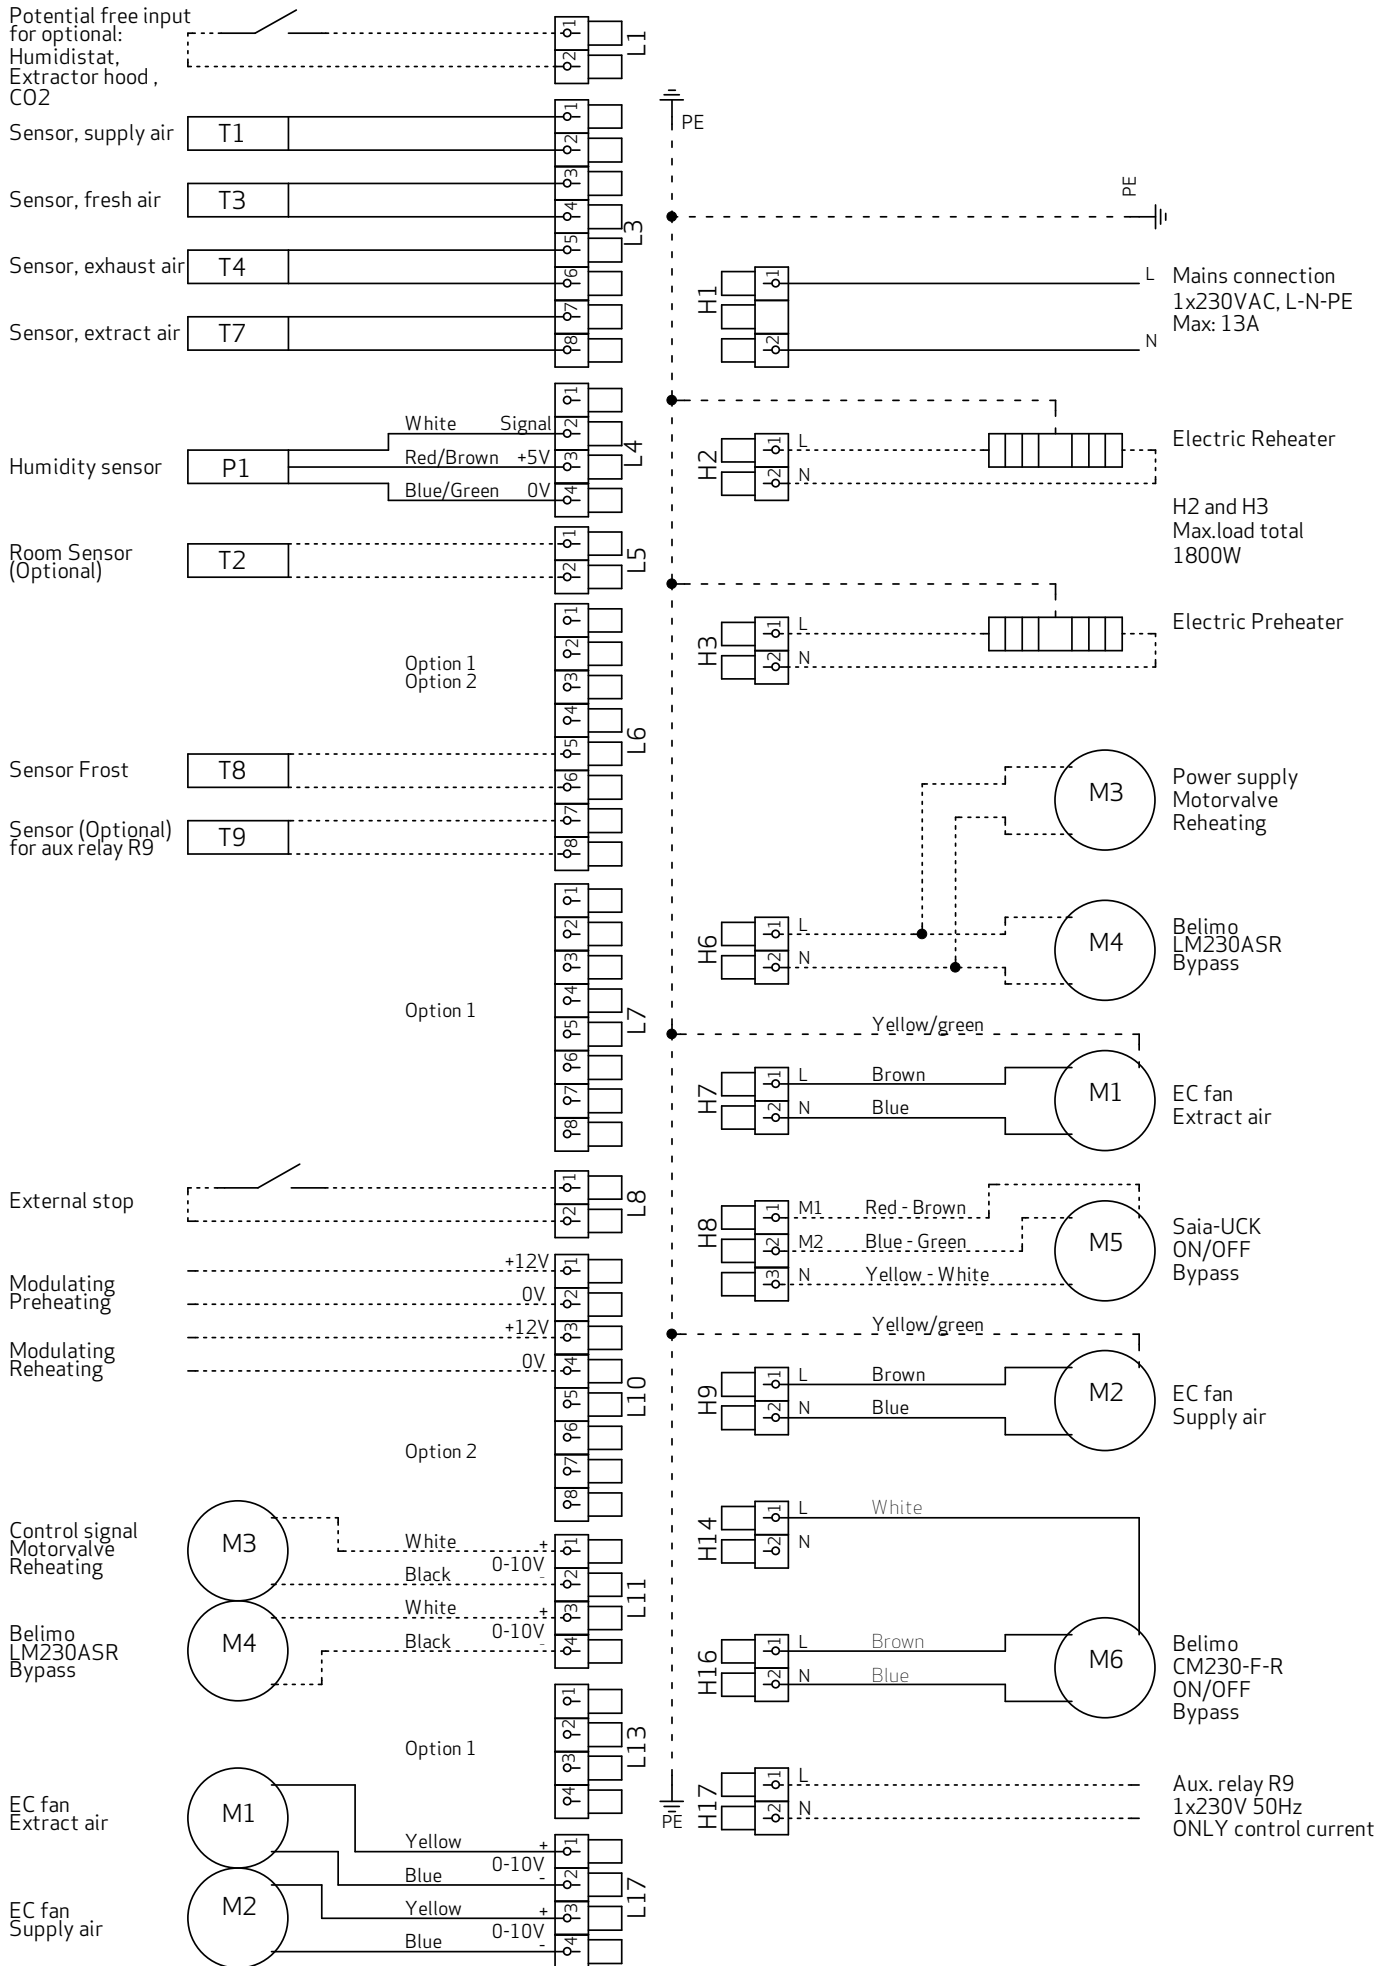 Potential free input
for optional:
Humidistat,
Extractor hood ,
CO2
1
2
L1
Sensor, supply air
T1
1
2
Sensor, fresh air
T3
3
4
L3
Sensor, exhaust air
T4
5
6
Sensor, extract air
T7
7
8
Humidity sensor
P1
White Signal
Red/Brown +5V
Blue/Green 0V
1
2
3
4
L4
Room Sensor
(Optional)
T2
1
2
L5
Option 1
Option 2
1
2
3
4
5
6
7
8
L6
Sensor Frost
T8
Sensor (Optional)
for aux relay R9
T9
Option 1
1
2
3
4
5
6
7
8
L7
External stop
1
2
L8
Modulating
Preheating
+12V
0V
Modulating
Reheating
+12V
0V
Option 2
1
2
3
4
5
6
7
8
L10
Control signal
Motorvalve
Reheating
M3
White +
0-10V
Black -
Belimo
LM230ASR
Bypass
M4
White +
0-10V
Black -
1
2
3
4
L11
Option 1
1
2
3
4
L13
EC fan
Extract air
M1
Yellow +
0-10V
Blue -
EC fan
Supply air
M2
Yellow +
0-10V
Blue -
1
2
3
4
L17
PE
PE
H1
1
2
L
N
Mains connection
1x230VAC, L-N-PE
Max: 13A
H2
1
2
L
N
Electric Reheater
H2 and H3
Max.load total
1800W
H3
1
2
L
N
Electric Preheater
M3
Power supply
Motorvalve
Reheating
H6
1
2
L
N
M4
Belimo
LM230ASR
Bypass
Yellow/green
H7
1
2
L Brown
N Blue
M1
EC fan
Extract air
H8
1
2
3
M1 Red - Brown
M2 Blue - Green
N Yellow - White
M5
Saia-UCK
ON/OFF
Bypass
Yellow/green
H9
1
2
L Brown
N Blue
M2
EC fan
Supply air
H14
1
2
L White
N
H16
1
2
L Brown
N Blue
M6
Belimo
CM230-F-R
ON/OFF
Bypass
PE
H17
1
2
L
N
Aux. relay R9
1x230V 50Hz
ONLY control current